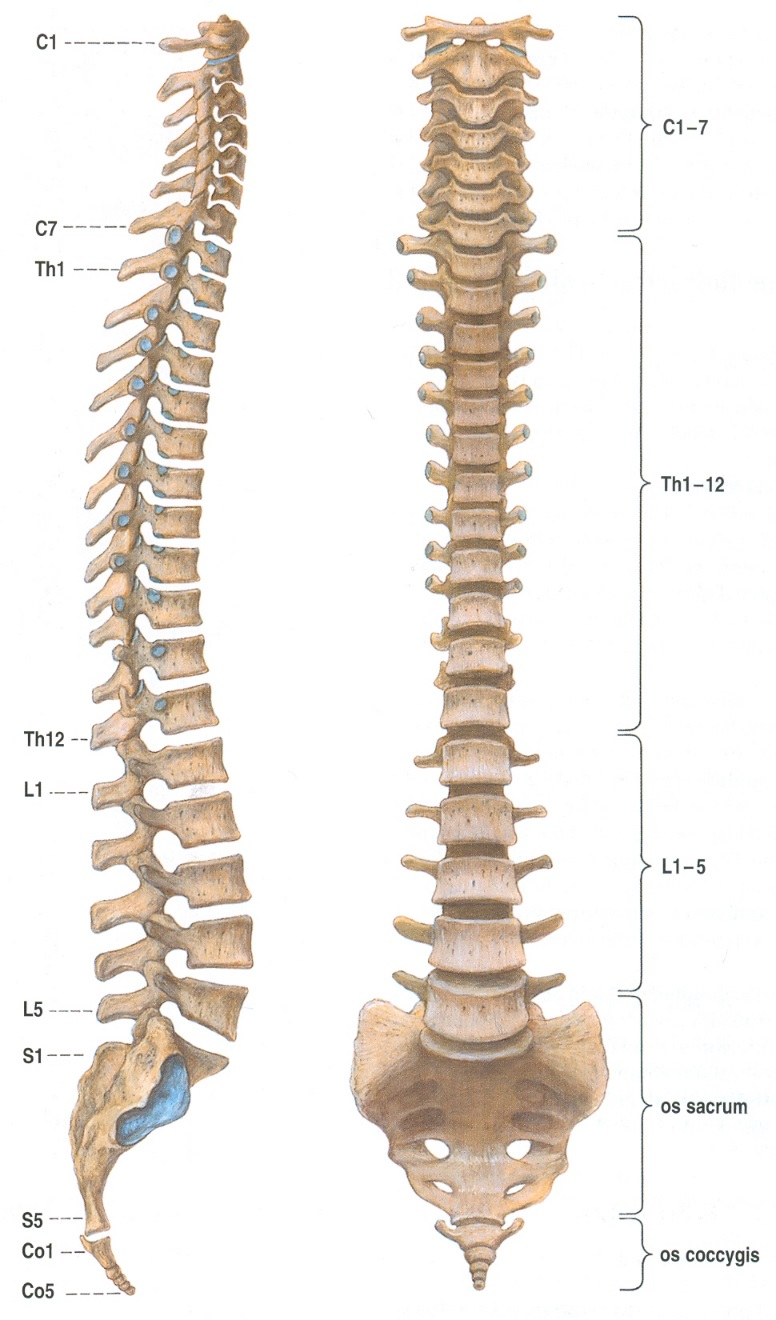 C1
C7
Th1
Th12
L1
L5
S1
S5
Co1
Co5
C1–7
Th1–12
L1–5
os sacrum
os coccygis